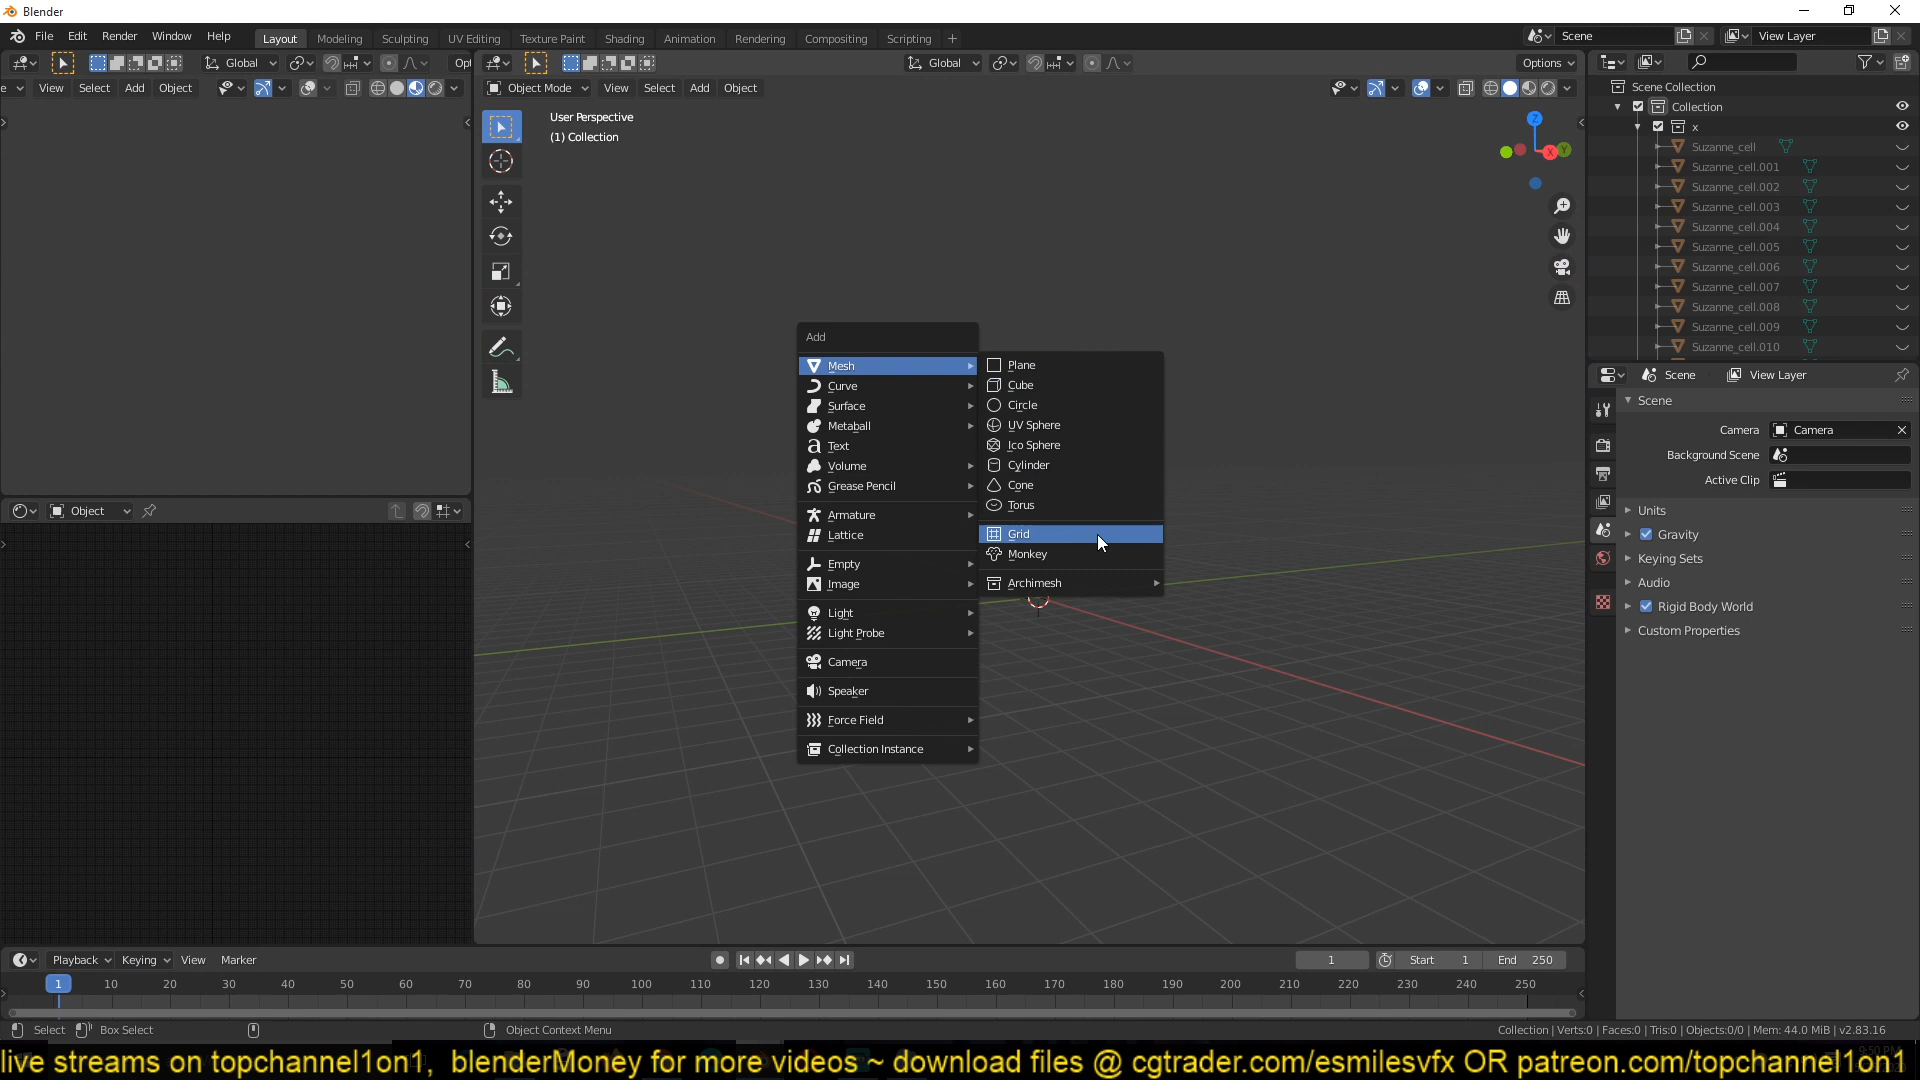 Blender
File Edit Render Window Help Layout Modeling Sculpting UV Editing Texture Paint Shading Animation Rendering Compositing Scripting + Scene View Layer
Global Opt Global Options
e View Select Add Object Object Mode View Select Add Object
User Perspective
(1) Collection
Z
X
Y
Scene Collection
Collection
x
Suzanne_cell
Suzanne_cell.001
Suzanne_cell.002
Suzanne_cell.003
Suzanne_cell.004
Suzanne_cell.005
Suzanne_cell.006
Suzanne_cell.007
Suzanne_cell.008
Suzanne_cell.009
Suzanne_cell.010
Add
Mesh
Curve
Surface
Metaball
Text
Volume
Grease Pencil
Armature
Lattice
Empty
Image
Light
Light Probe
Camera
Speaker
Force Field
Collection Instance
Plane
Cube
Circle
UV Sphere
Ico Sphere
Cylinder
Cone
Torus
Grid
Monkey
Archimesh
Scene View Layer
Scene
Camera Camera
Background Scene
Active Clip
Units
Gravity
Keying Sets
Audio
Rigid Body World
Custom Properties
Object
Playback Keying View Marker 1 Start 1 End 250
1 10 20 30 40 50 60 70 80 90 100 110 120 130 140 150 160 170 180 190 200 210 220 230 240 250
Select Box Select Object Context Menu Collection | Verts:0 | Faces:0 | Tris:0 | Objects:0/0 | Mem: 44.0 MiB | v2.83.16
live streams on topchannel1on1, blenderMoney for more videos ~ download files @ cgtrader.com/esmilesvfx OR patreon.com/topchannel1on1